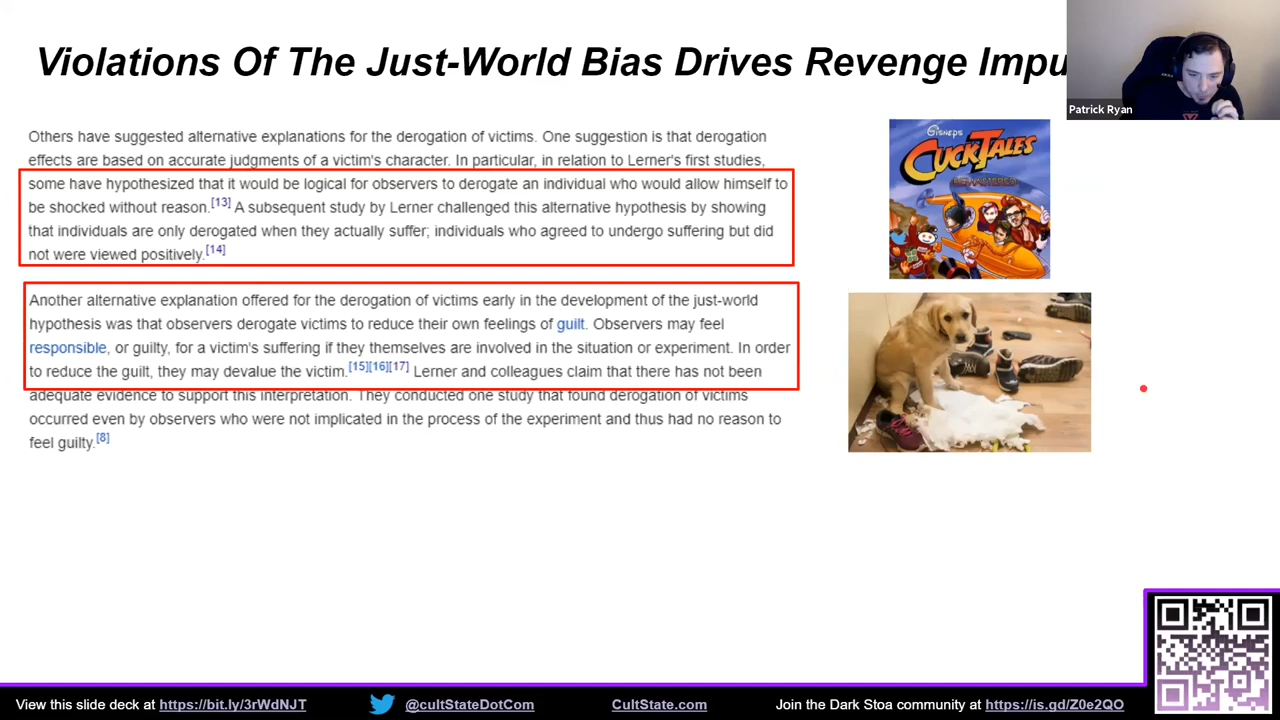 Violations Of The Just-World Bias Drives Revenge Impu
Patrick Ryan
Others have suggested alternative explanations for the derogation of victims. One suggestion is that derogation
effects are based on accurate judgments of a victim's character. In particular, in relation to Lerner's first studies,
some have hypothesized that it would be logical for observers to derogate an individual who would allow himself to
be shocked without reason.[13] A subsequent study by Lerner challenged this alternative hypothesis by showing
that individuals are only derogated when they actually suffer; individuals who agreed to undergo suffering but did
not were viewed positively.[14]
Another alternative explanation offered for the derogation of victims early in the development of the just-world
hypothesis was that observers derogate victims to reduce their own feelings of guilt. Observers may feel
responsible, or guilty, for a victim's suffering if they themselves are involved in the situation or experiment. In order
to reduce the guilt, they may devalue the victim.[15][16][17] Lerner and colleagues claim that there has not been
adequate evidence to support this interpretation. They conducted one study that found derogation of victims
occurred even by observers who were not implicated in the process of the experiment and thus had no reason to
feel guilty.[8]
Disney's
CUCKTALES
REMASTERED
View this slide deck at https://bit.ly/3rWdNJT
@cultStateDotCom
CultState.com
Join the Dark Stoa community at https://is.gd/Z0e2QO